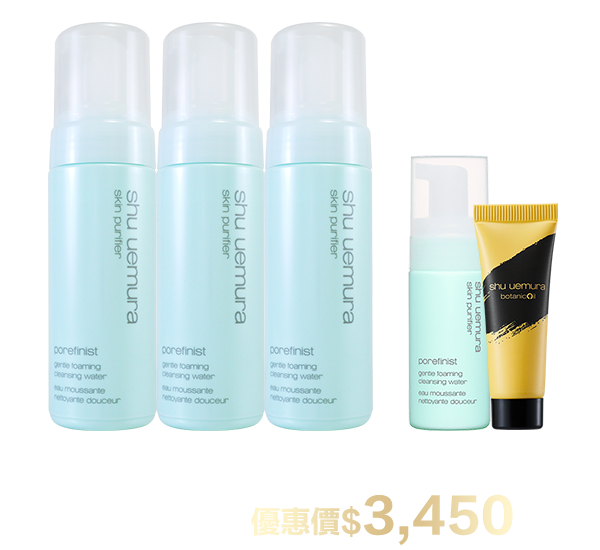 shu uemura
skin purifier
porefinist
gentle foaming
cleansing water
eau moussante
nettoyante douceur
shu uemura
skin purifier
porefinist
gentle foaming
cleansing water
eau moussante
nettoyante douceur
shu uemura
skin purifier
porefinist
gentle foaming
cleansing water
eau moussante
nettoyante douceur
shu uemura
skin purifier
porefinist
gentle foaming
cleansing water
eau moussante
nettoyante douceur
shu uemura
botanicOil
優惠價$3,450